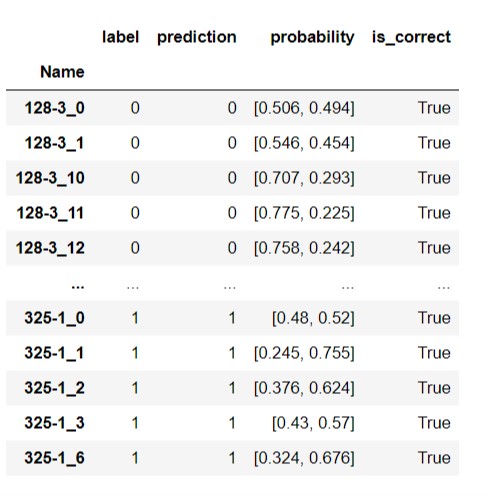 label prediction probability is_correct
Name
128-3_0 0 0 [0.506, 0.494] True
128-3_1 0 0 [0.546, 0.454] True
128-3_10 0 0 [0.707, 0.293] True
128-3_11 0 0 [0.775, 0.225] True
128-3_12 0 0 [0.758, 0.242] True
... ... ... ... ...
325-1_0 1 1 [0.48, 0.52] True
325-1_1 1 1 [0.245, 0.755] True
325-1_2 1 1 [0.376, 0.624] True
325-1_3 1 1 [0.43, 0.57] True
325-1_6 1 1 [0.324, 0.676] True